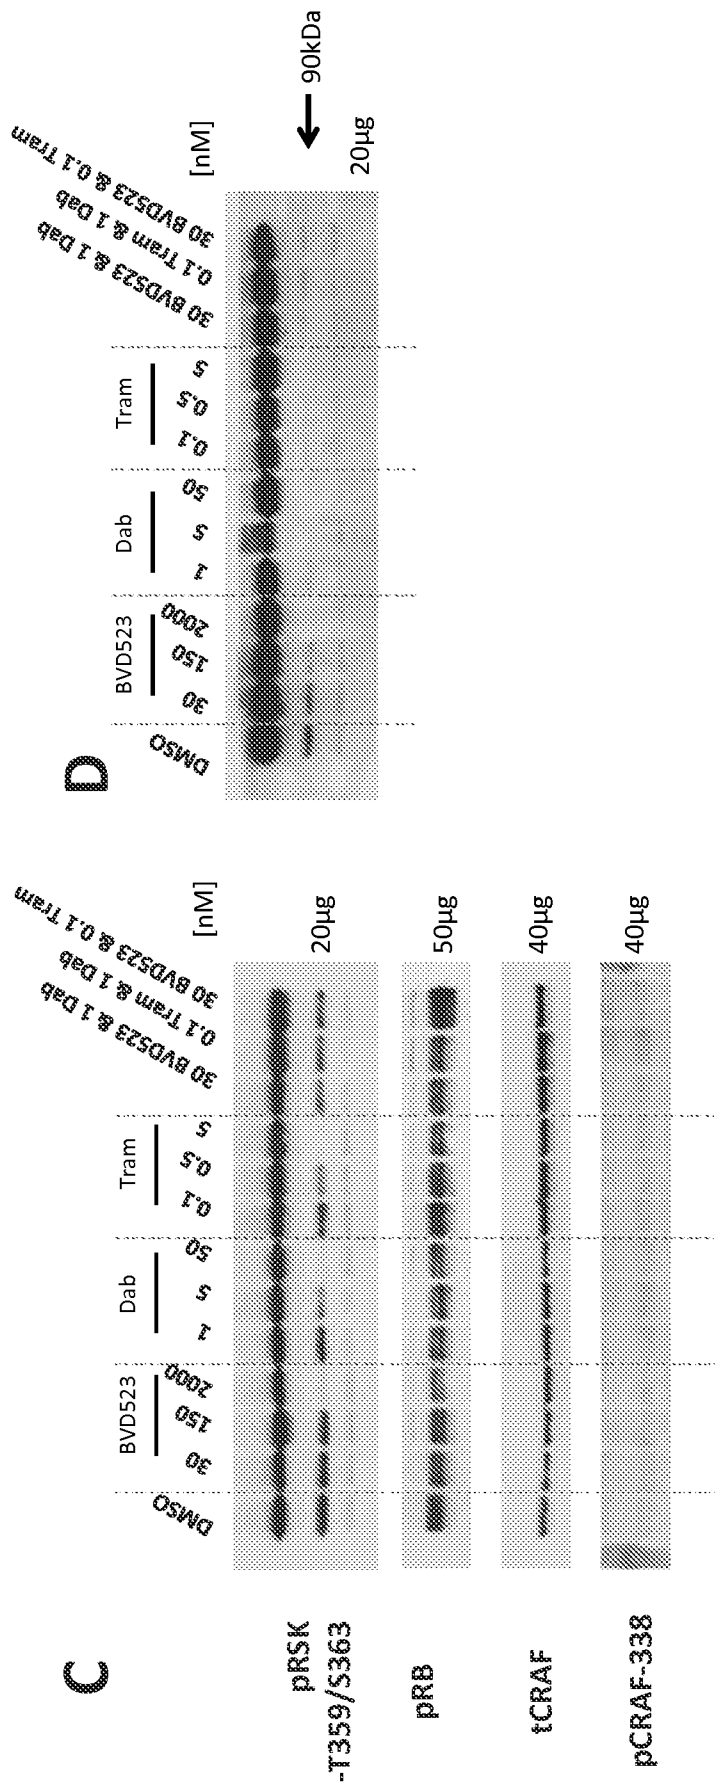 C
BVD523
Dab
Tram
DMSO
30
150
2000
1
5
50
0.1
0.5
5
30 BVD523 & 1 Dab
0.1 Tram & 1 Dab
30 BVD523 & 0.1 Tram
[nM]
pRSK
-T359/S363
20µg
pRB
50µg
tCRAF
40µg
pCRAF-338
40µg
D
BVD523
Dab
Tram
DMSO
30
150
2000
1
5
50
0.1
0.5
5
30 BVD523 & 1 Dab
0.1 Tram & 1 Dab
30 BVD523 & 0.1 Tram
[nM]
90kDa
20µg